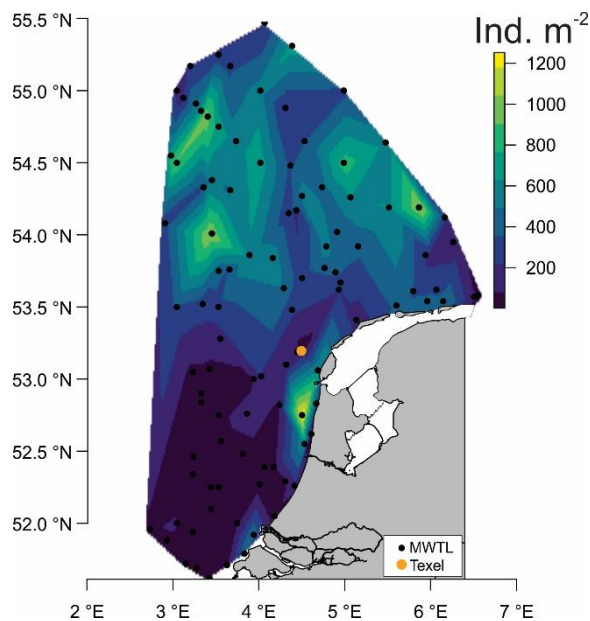 Ind. m-2
55.5 °N
55.0 °N
54.5 °N
54.0 °N
53.5 °N
53.0 °N
52.5 °N
52.0 °N
1200
1000
800
600
400
200
MWTL
Texel
2 °E
3 °E
4 °E
5 °E
6 °E
7 °E